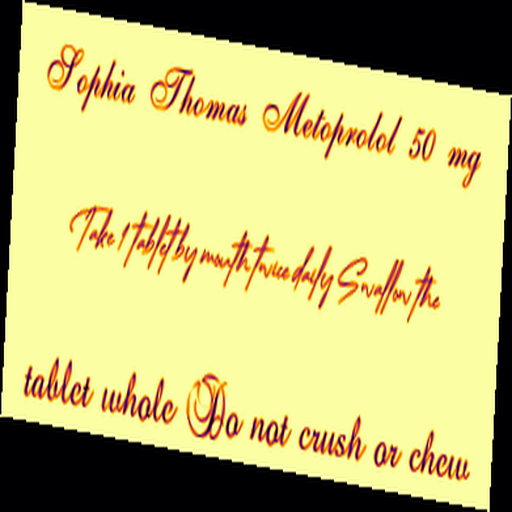 Sophia Thomas Metoprolol 50 mg
Take 1 tablet by mouth twice daily Swallow the
tablet whole Do not crush or chew